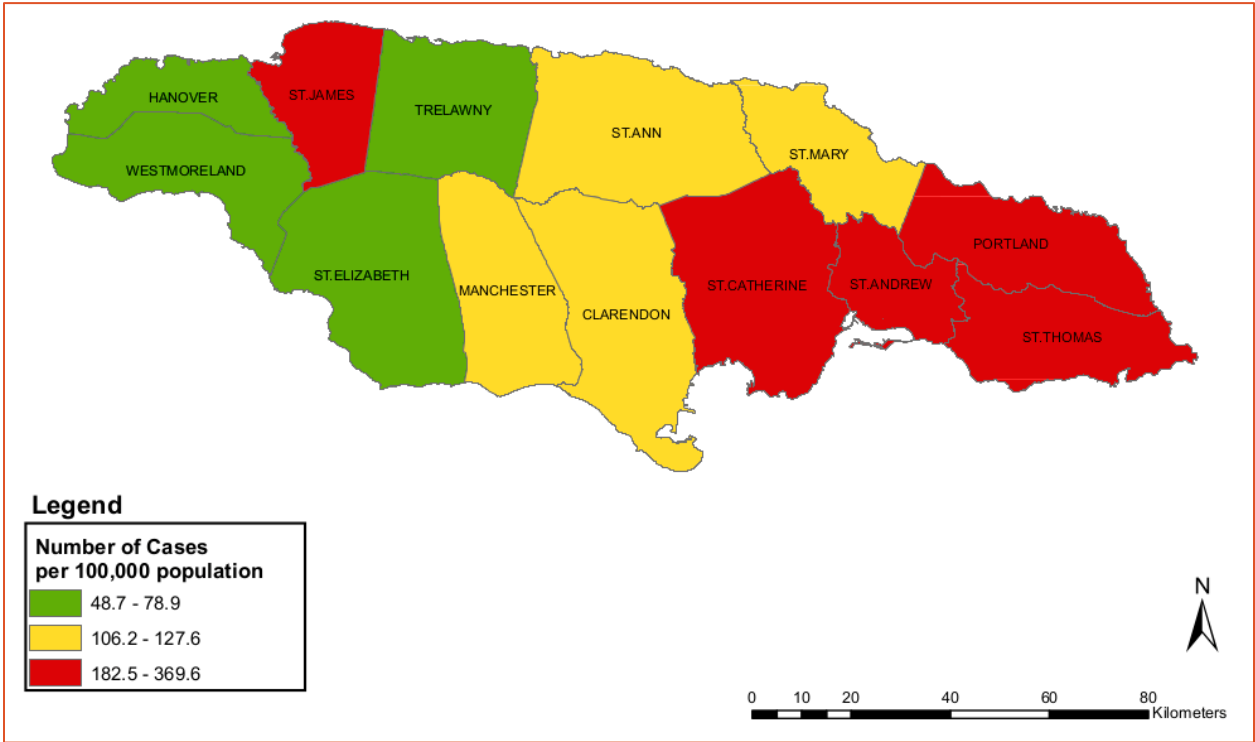 HANOVER
ST.JAMES
TRELAWNY
ST.ANN
ST.MARY
WESTMORELAND
PORTLAND
ST.ELIZABETH
MANCHESTER
ST.CATHERINE
ST.ANDREW
CLARENDON
ST.THOMAS
Legend
Number of Cases
per 100,000 population
48.7 - 78.9
106.2 - 127.6
182.5 - 369.6
N
0 10 20 40 60 80
Kilometers